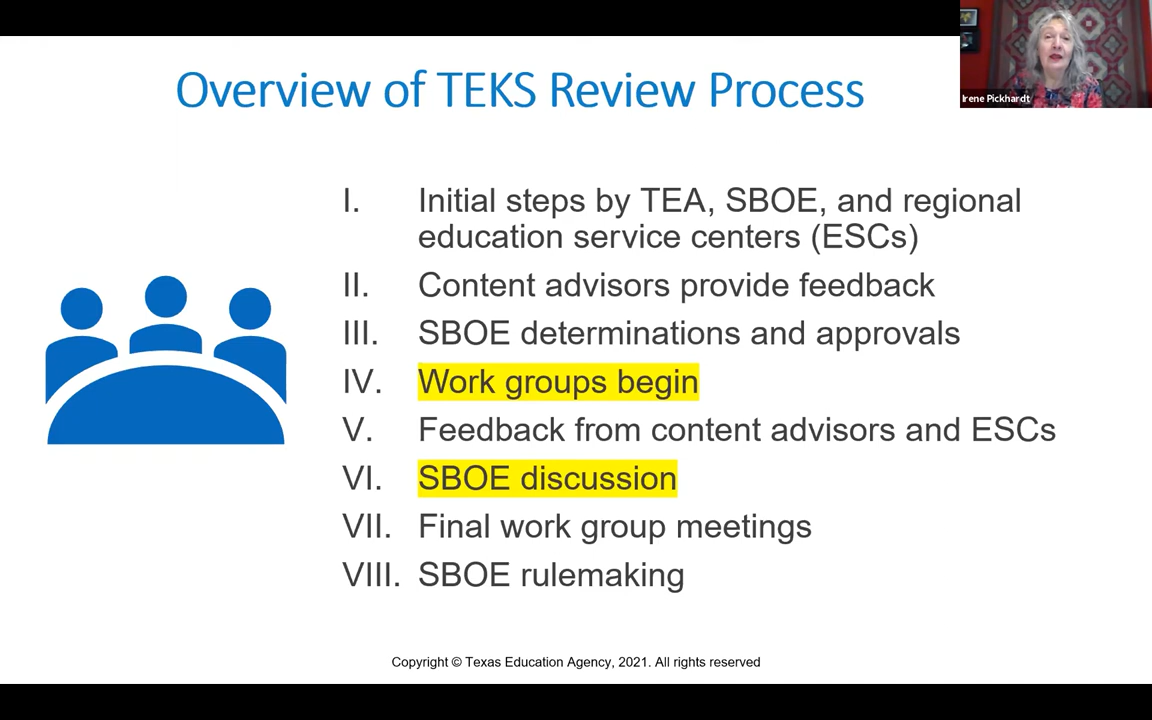 Overview of TEKS Review Process
Irene Pickhardt
I. Initial steps by TEA, SBOE, and regional
education service centers (ESCs)
II. Content advisors provide feedback
III. SBOE determinations and approvals
IV. Work groups begin
V. Feedback from content advisors and ESCs
VI. SBOE discussion
VII. Final work group meetings
VIII. SBOE rulemaking
Copyright © Texas Education Agency, 2021. All rights reserved